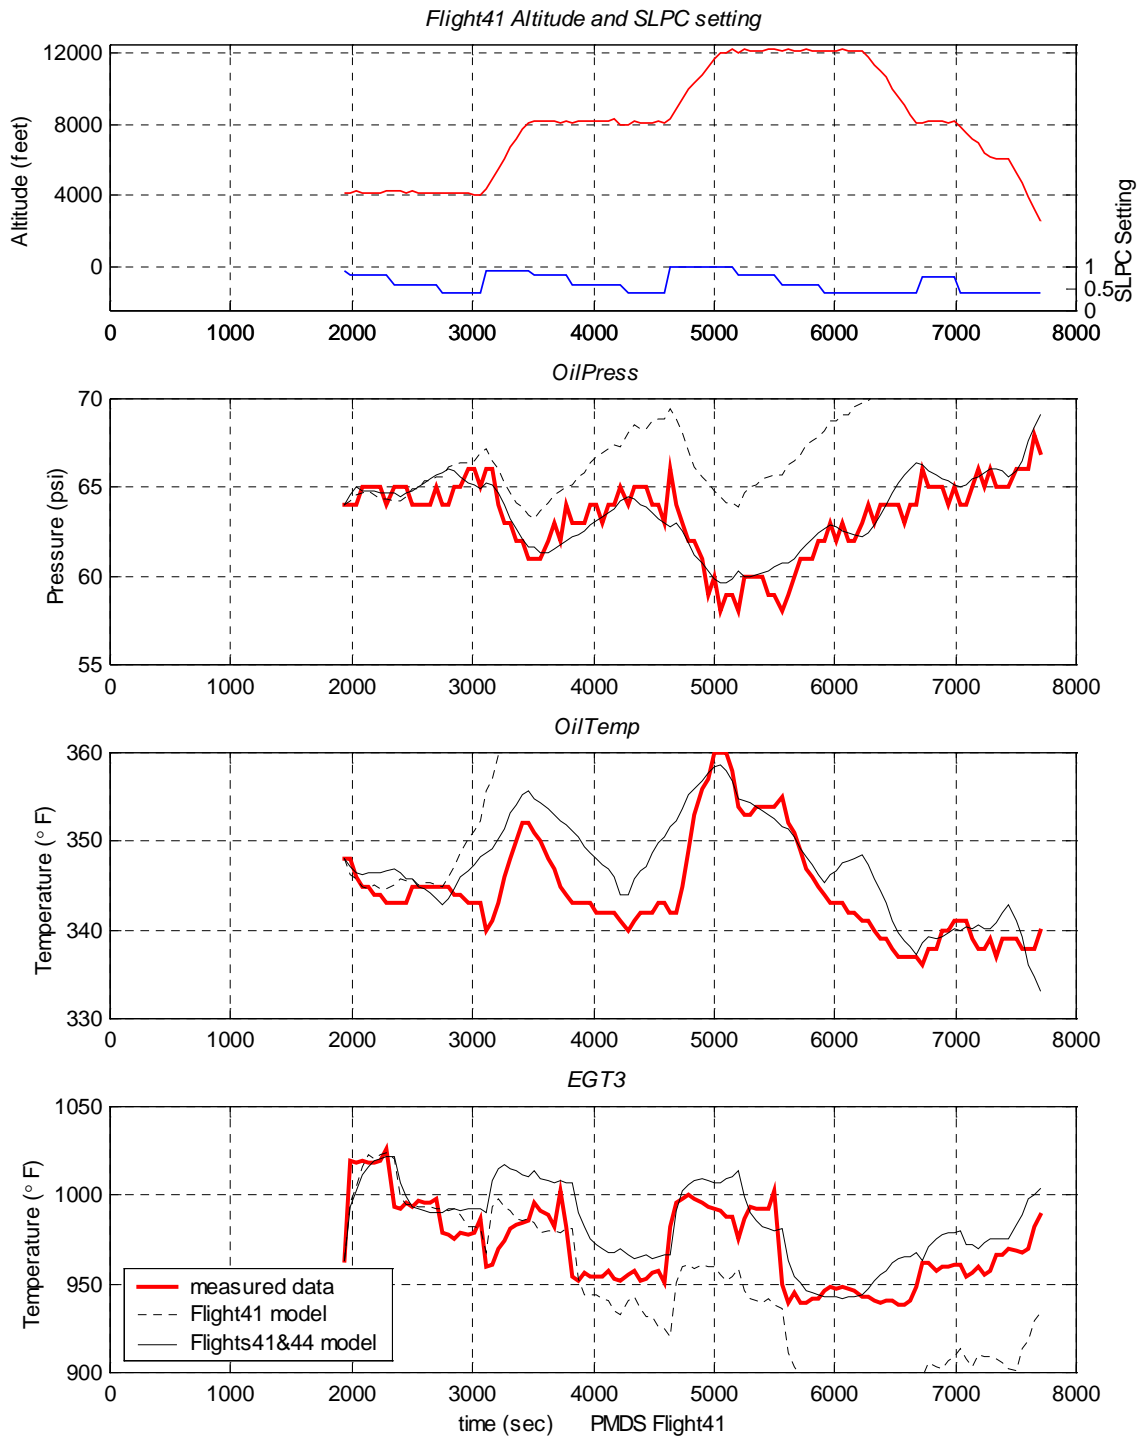 Flight41 Altitude and SLPC setting
Altitude (feet)
12000
8000
4000
0
SLPC Setting
1
0.5
0
0 1000 2000 3000 4000 5000 6000 7000 8000
OilPress
Pressure (psi)
70
65
60
55
0 1000 2000 3000 4000 5000 6000 7000 8000
OilTemp
Temperature (° F)
360
350
340
330
0 1000 2000 3000 4000 5000 6000 7000 8000
EGT3
Temperature (° F)
1050
1000
950
900
measured data
Flight41 model
Flights41&44 model
0 1000 2000 3000 4000 5000 6000 7000 8000
time (sec) PMDS Flight41